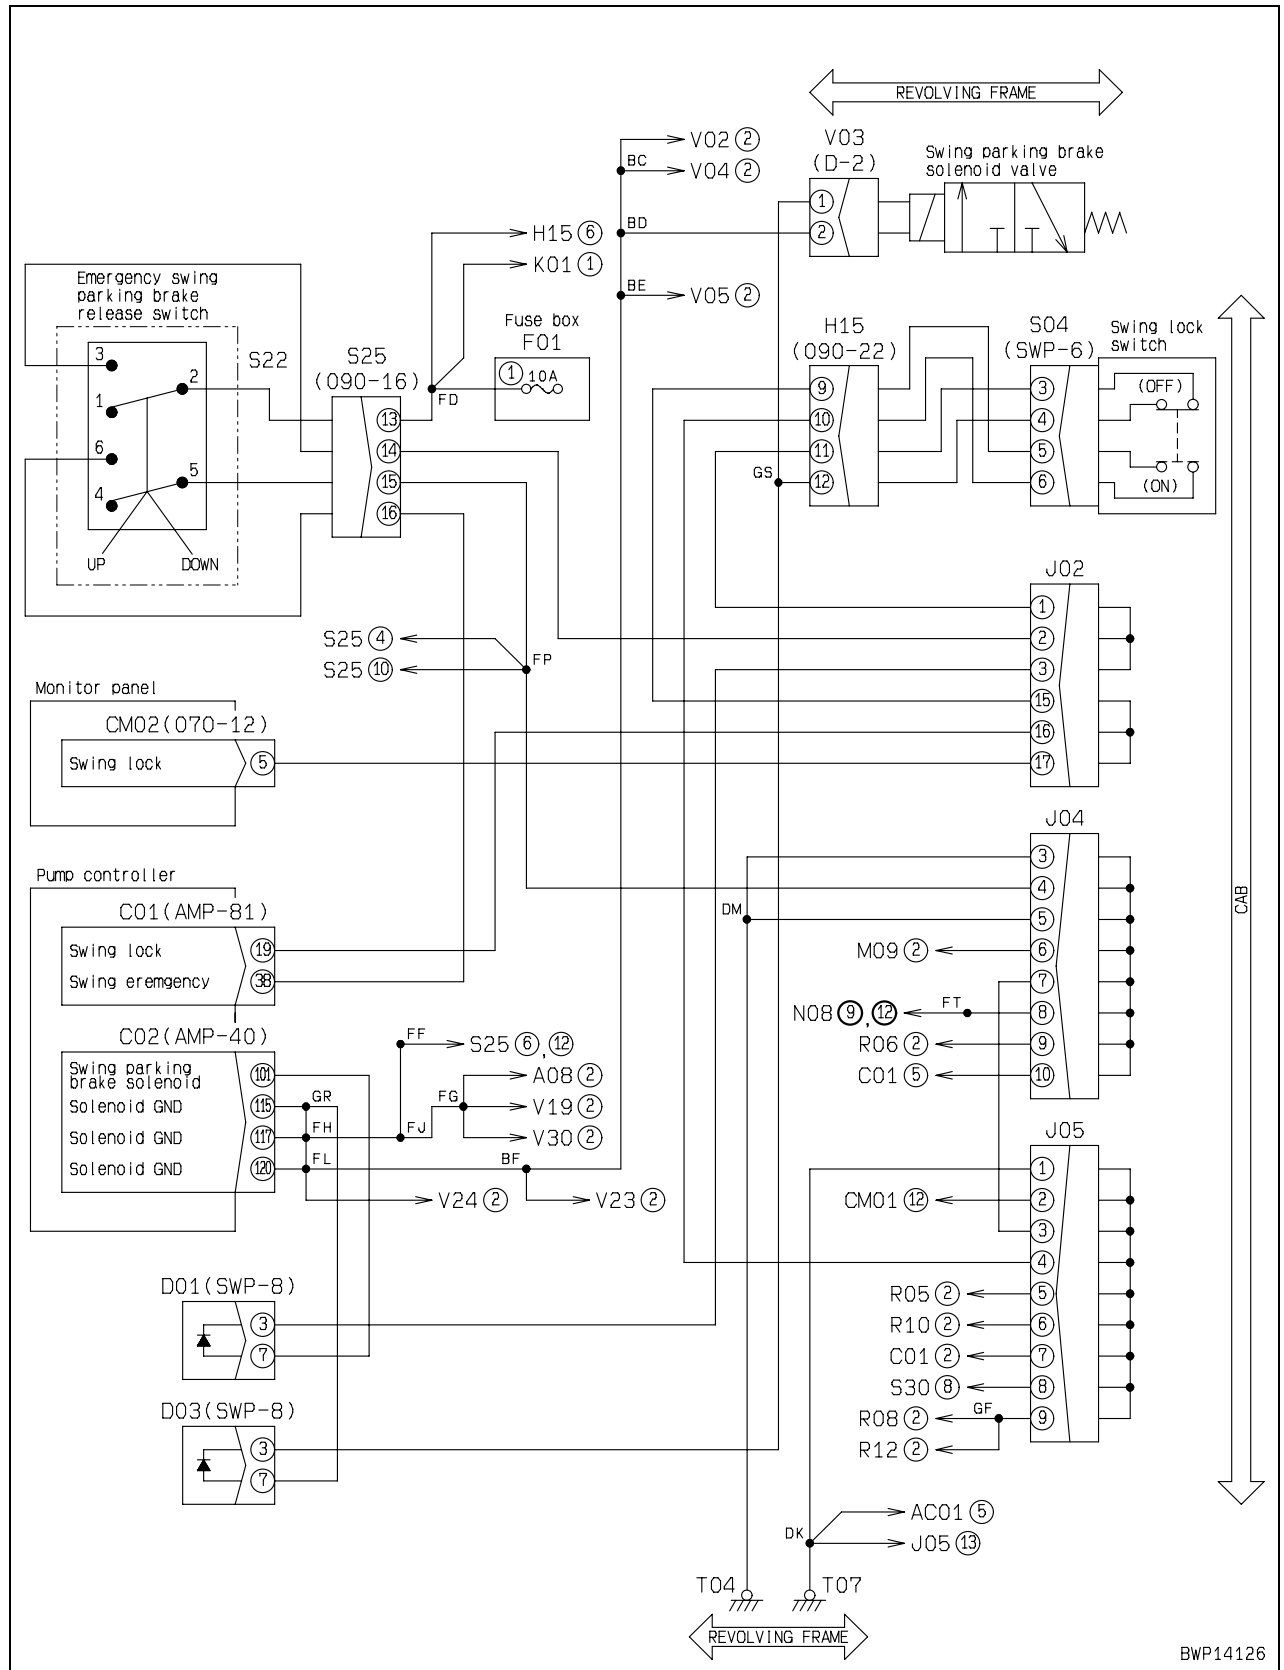 REVOLVING FRAME
V02 2
BC
V04 2
V03
(D-2)
Swing parking brake
solenoid valve
1
BD
2
H15 6
K01 1
BE
V05 2
Emergency swing
parking brake
release switch
Fuse box
F01
1 10A
FD
H15
(090-22)
S04
(SWP-6)
Swing lock
switch
S22
S25
(090-16)
3
2
1
6
5
4
UP
DOWN
13
14
15
16
9
10
11
12
GS
3
4
5
6
(OFF)
(ON)
J02
1
2
3
15
16
17
S25 4
S25 10
FP
Monitor panel
CM02(070-12)
Swing lock 5
J04
3
4
DM
5
M09 2
6
7
N08 9,12
FT
8
R06 2
9
C01 5
10
CAB
Pump controller
C01(AMP-81)
Swing lock 19
Swing eremgency 38
C02(AMP-40)
Swing parking
brake solenoid
101
Solenoid GND 115
GR
Solenoid GND 117
FH
Solenoid GND 120
FL
FF
S25 6,12
A08 2
FG
V19 2
FJ
V30 2
BF
V24 2
V23 2
J05
1
CM01 12
2
3
4
R05 2
5
R10 2
6
C01 2
7
S30 8
8
R08 2
GF
9
R12 2
D01(SWP-8)
3
7
D03(SWP-8)
3
7
AC01 5
DK
J05 13
T04
T07
REVOLVING FRAME
BWP14126